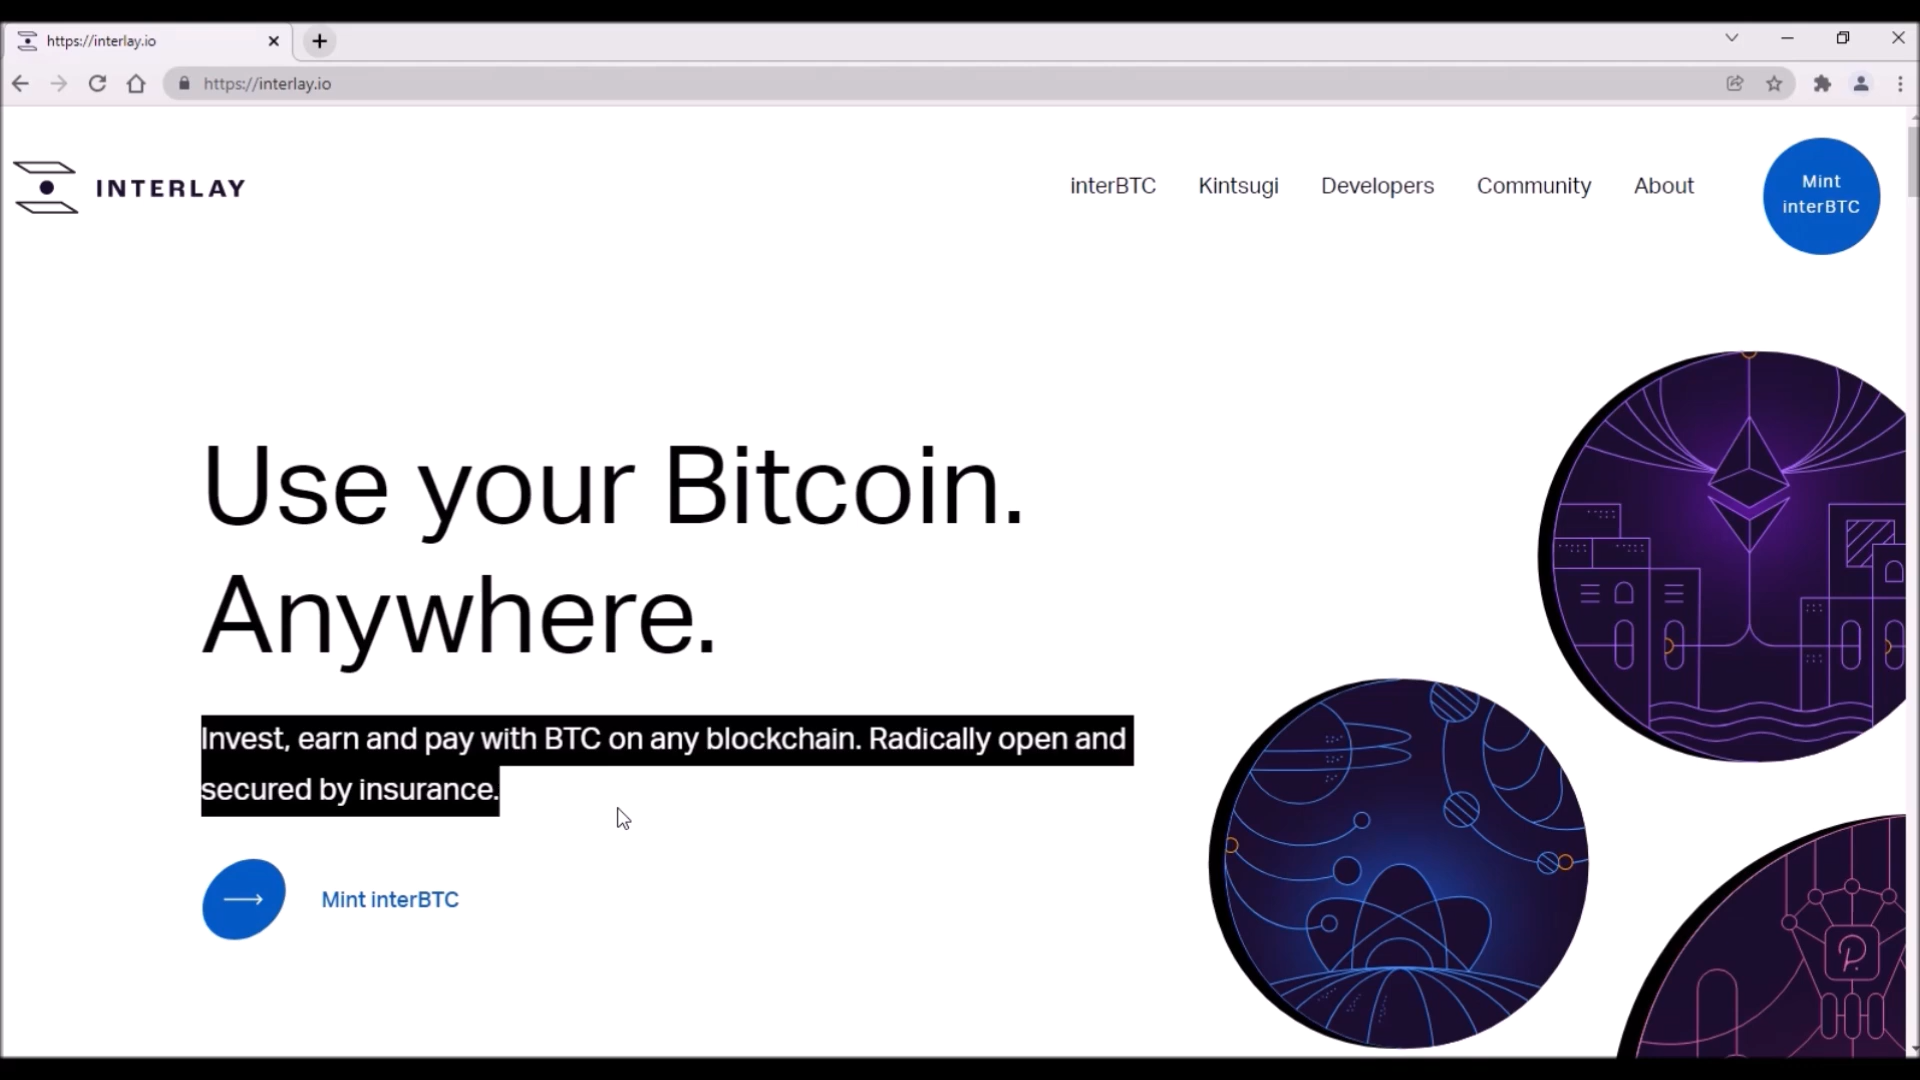 https://interlay.io
https://interlay.io
INTERLAY
interBTC
Kintsugi
Developers
Community
About
Mint
interBTC
Use your Bitcoin.
Anywhere.
Invest, earn and pay with BTC on any blockchain. Radically open and
secured by insurance.
Mint interBTC